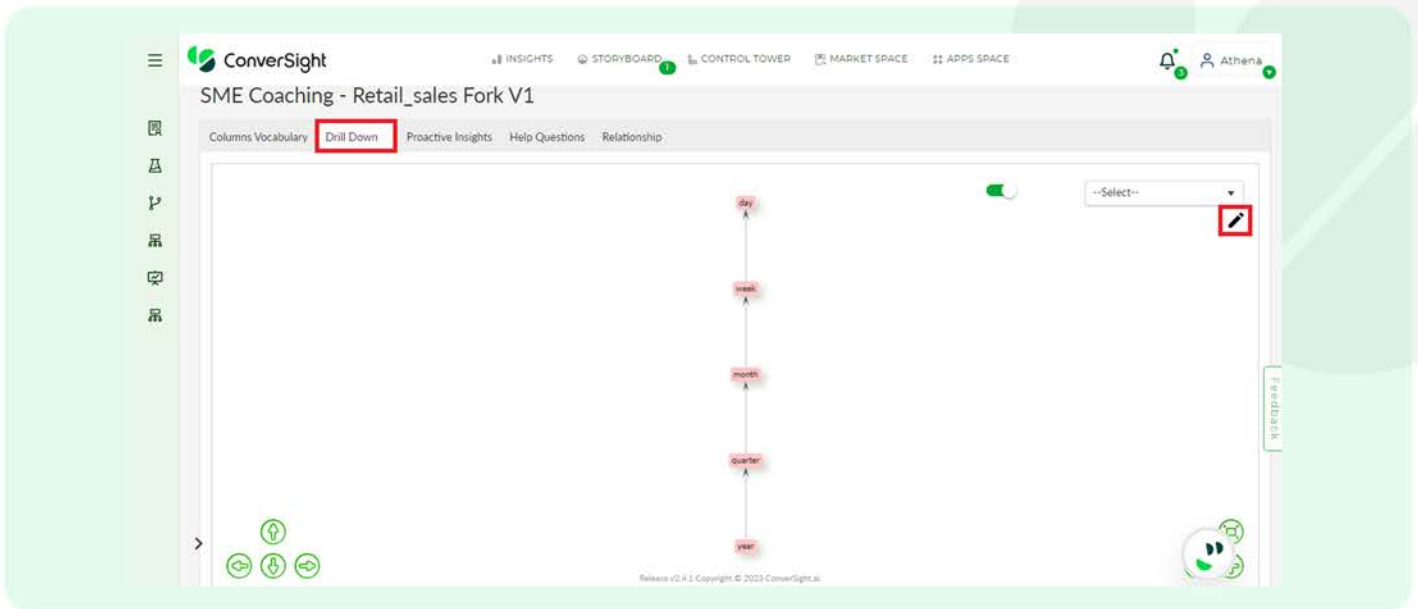 ConverSight
INSIGHTS STORYBOARD 1 CONTROL TOWER MARKET SPACE APPS SPACE
3 Athena
SME Coaching - Retail_sales Fork V1
Columns Vocabulary Drill Down Proactive Insights Help Questions Relationship
--Select--
day
week
month
Feedback
quarter
year
Release v2.4.1 Copyright © 2023 ConverSight.ai